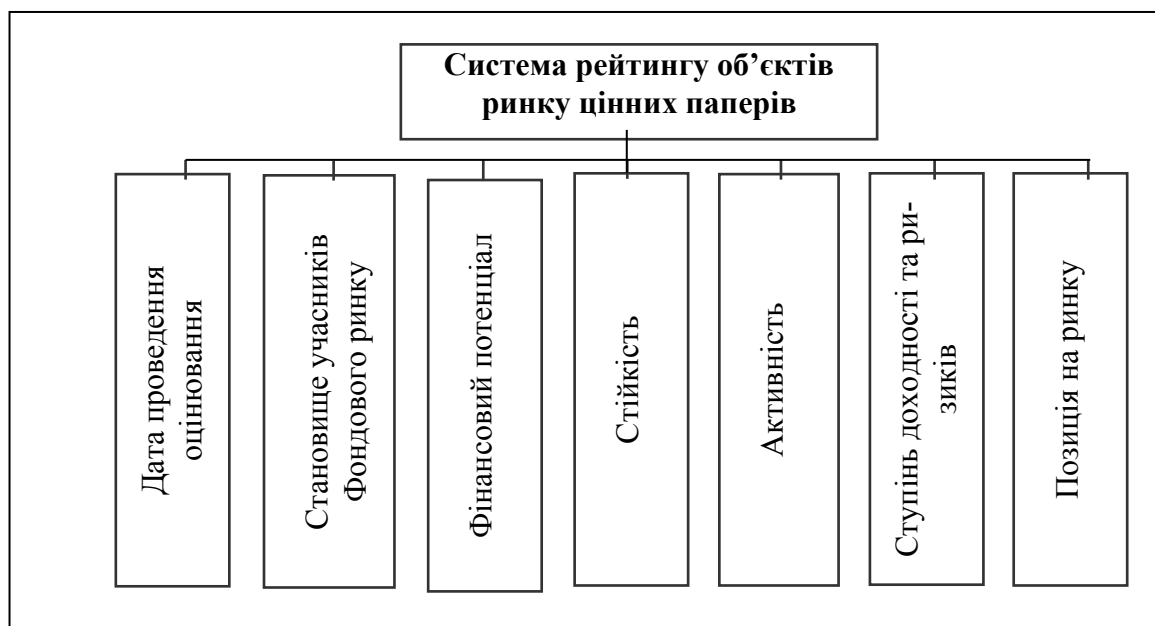 Система рейтингу об’єктів
ринку цінних паперів
Дата проведення
оцінювання
Становище учасників
Фондового ринку
Фінансовий потенціал
Стійкість
Активність
Ступінь доходності та ри-
зиків
Позиція на ринку